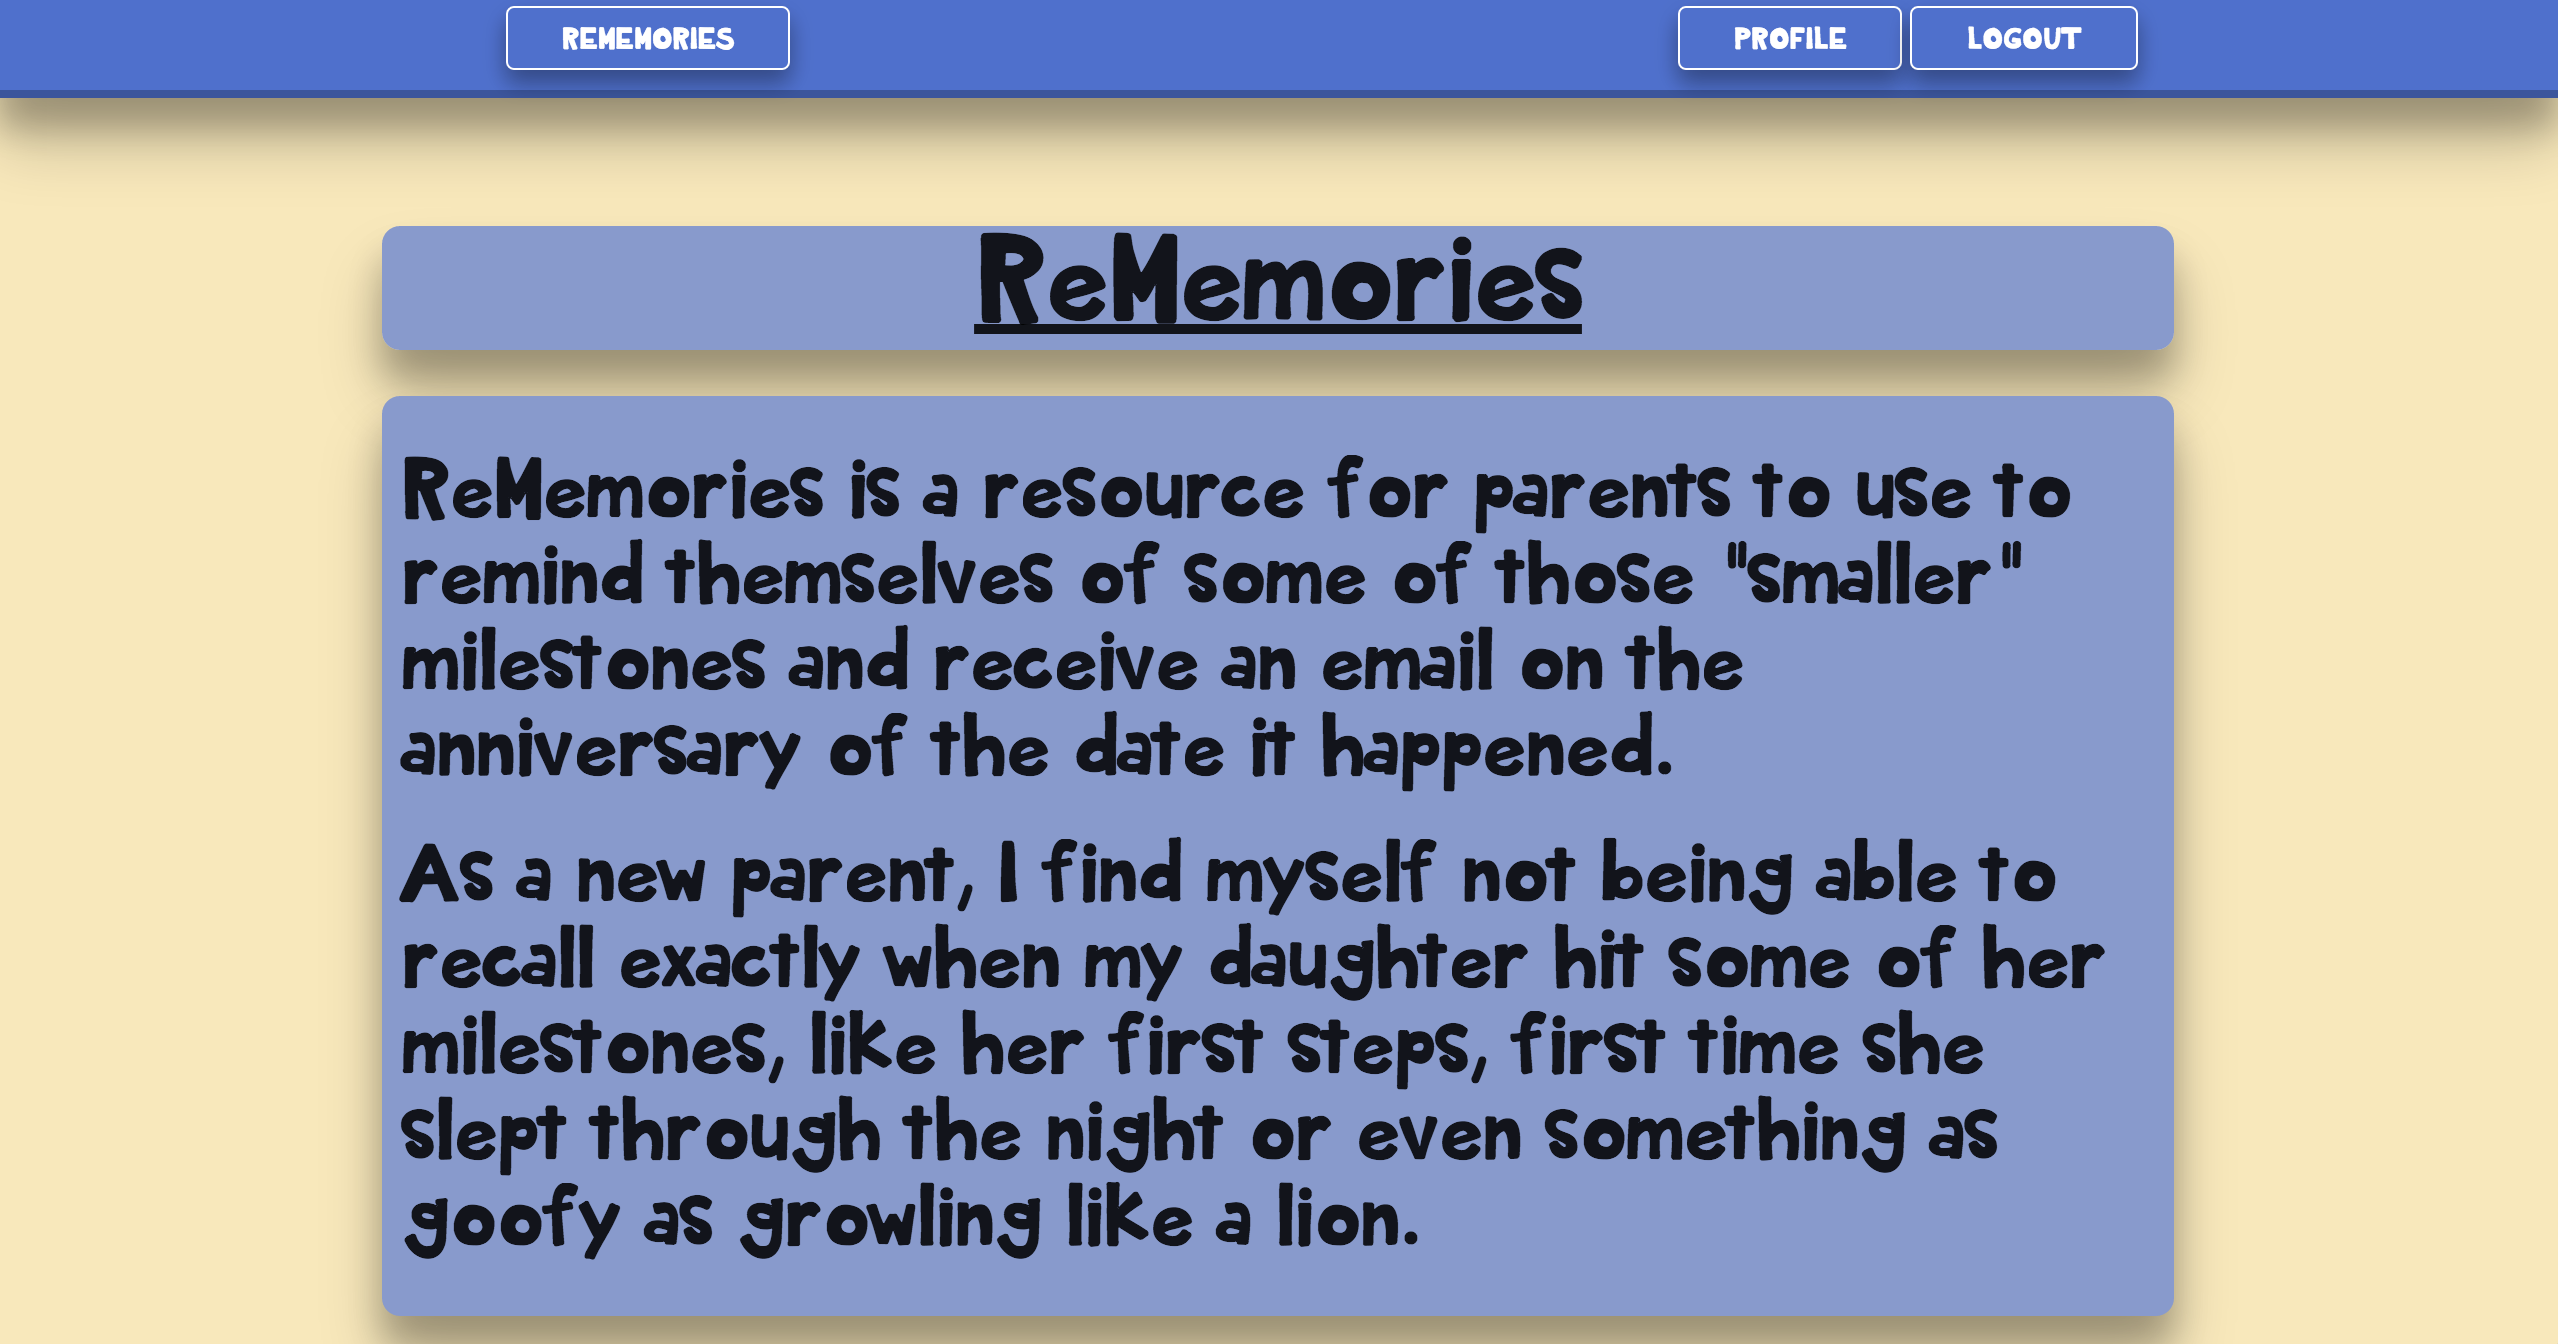 REMEMORIES
PROFILE
LOGOUT
ReMemories
ReMemories is a resource for parents to use to
remind themselves of some of those "smaller"
milestones and receive an email on the
anniversary of the date it happened.
As a new parent, I find myself not being able to
recall exactly when my daughter hit some of her
milestones, like her first steps, first time she
slept through the night or even something as
goofy as growling like a lion.